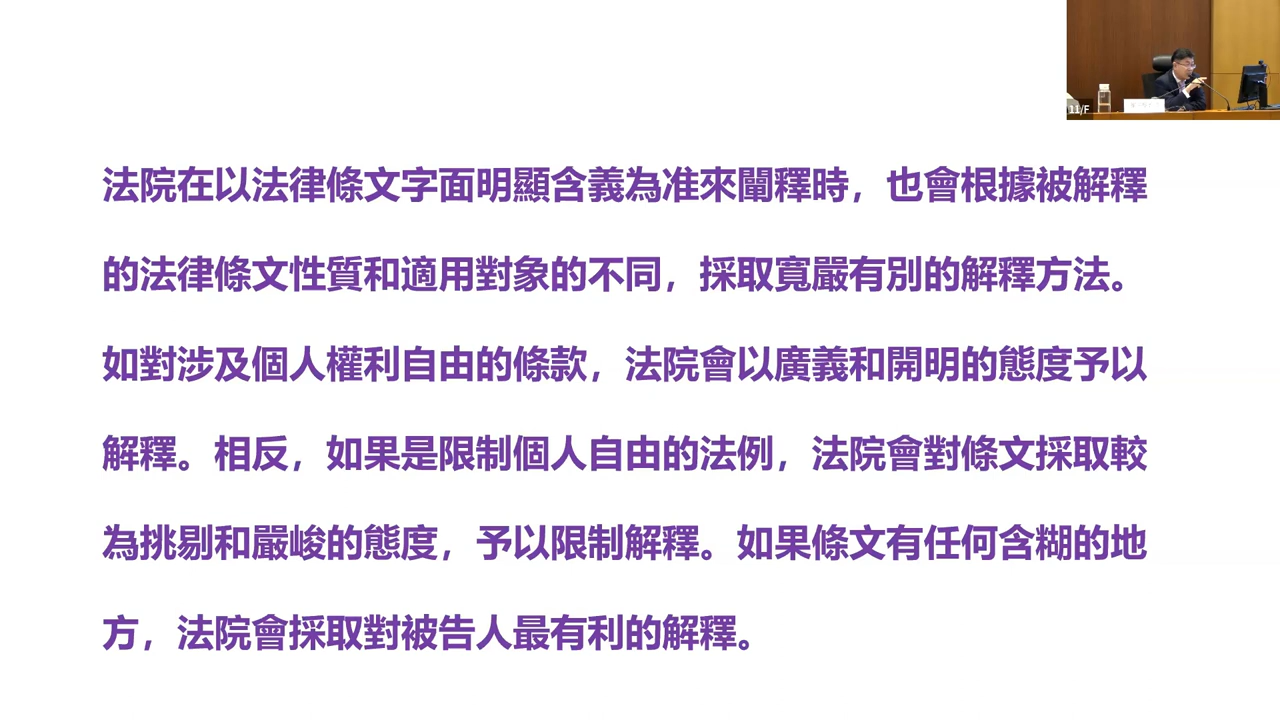 11/F
法院在以法律條文字面明顯含義為准來闡釋時，也會根據被解釋
的法律條文性質和適用對象的不同，採取寬嚴有別的解釋方法。
如對涉及個人權利自由的條款，法院會以廣義和開明的態度予以
解釋。相反，如果是限制個人自由的法例，法院會對條文採取較
為挑剔和嚴峻的態度，予以限制解釋。如果條文有任何含糊的地
方，法院會採取對被告人最有利的解釋。